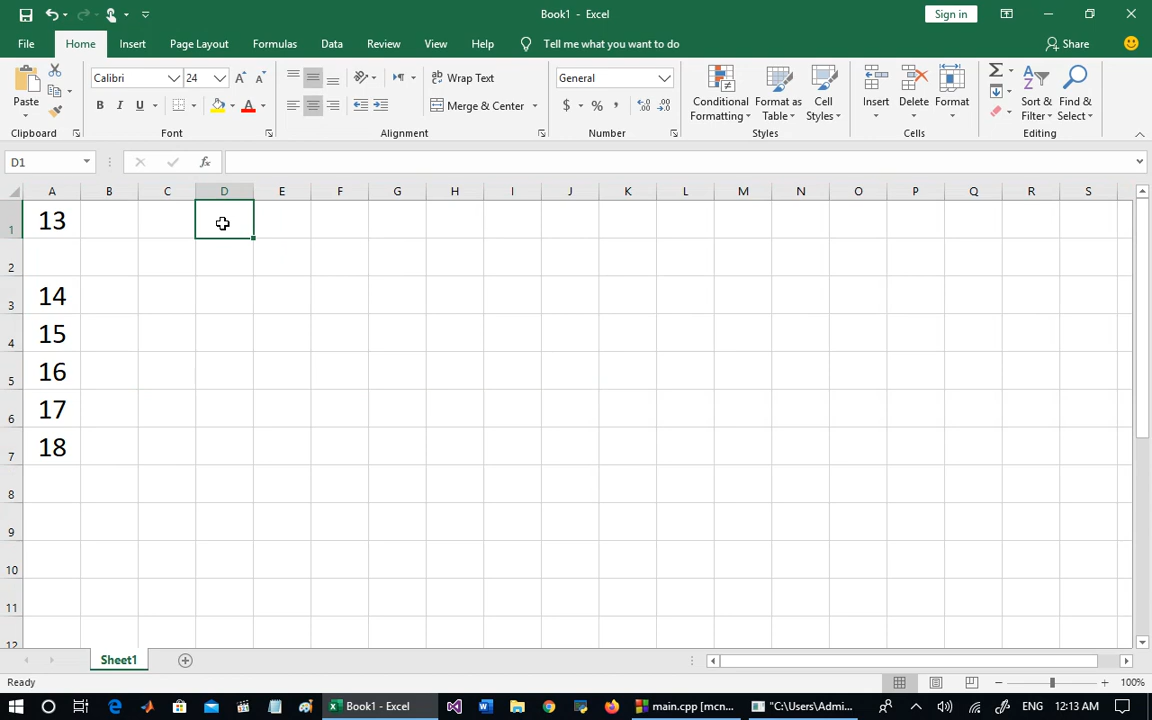 Book1 - Excel
Sign in
File Home Insert Page Layout Formulas Data Review View Help Tell me what you want to do Share
Paste
Calibri 24
B I U A
ab Wrap Text
Merge & Center
General
$ % ,
Conditional Formatting
Format as Table
Cell Styles
Insert Delete Format
Sort & Filter
Find & Select
Clipboard Font Alignment Number Styles Cells Editing
D1 fx
A B C D E F G H I J K L M N O P Q R S
1 13
2
3 14
4 15
5 16
6 17
7 18
8
9
10
11
12
Sheet1
Ready 100%
Book1 - Excel main.cpp [mcn... "C:\Users\Admi... ENG 12:13 AM